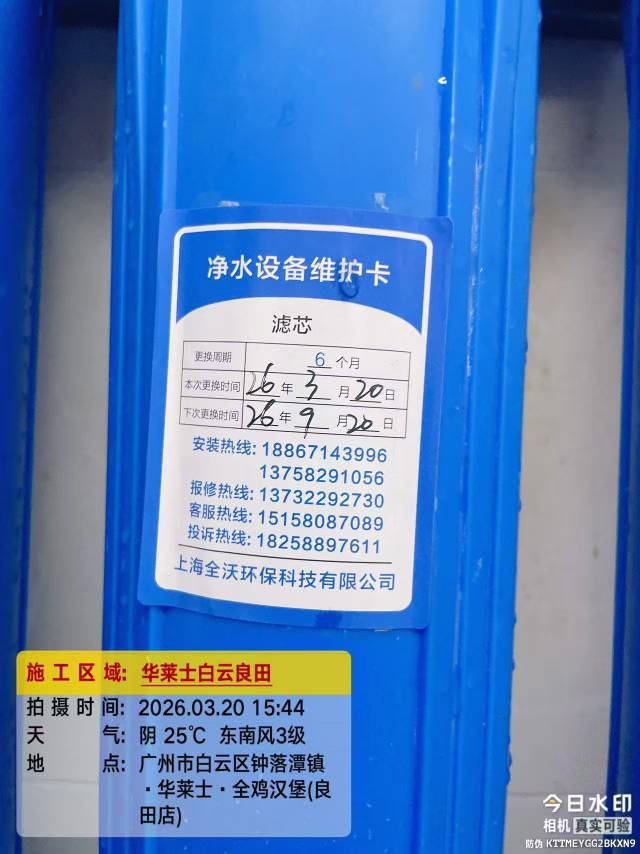 净水设备维护卡
滤芯
更换周期 6 个月
本次更换时间 26 年 3 月 20 日
下次更换时间 26 年 9 月 20 日
安装热线: 18867143996
13758291056
报修热线: 13732292730
客服热线: 15158087089
投诉热线: 18258897611
上海全沃环保科技有限公司
施工区域: 华莱士白云良田
拍摄时间: 2026.03.20 15:44
天气: 阴 25℃ 东南风3级
地点: 广州市白云区钟落潭镇
·华莱士·全鸡汉堡(良
田店)
今日水印
相机 真实可验
防伪 KTTMEYGG2BKXN9